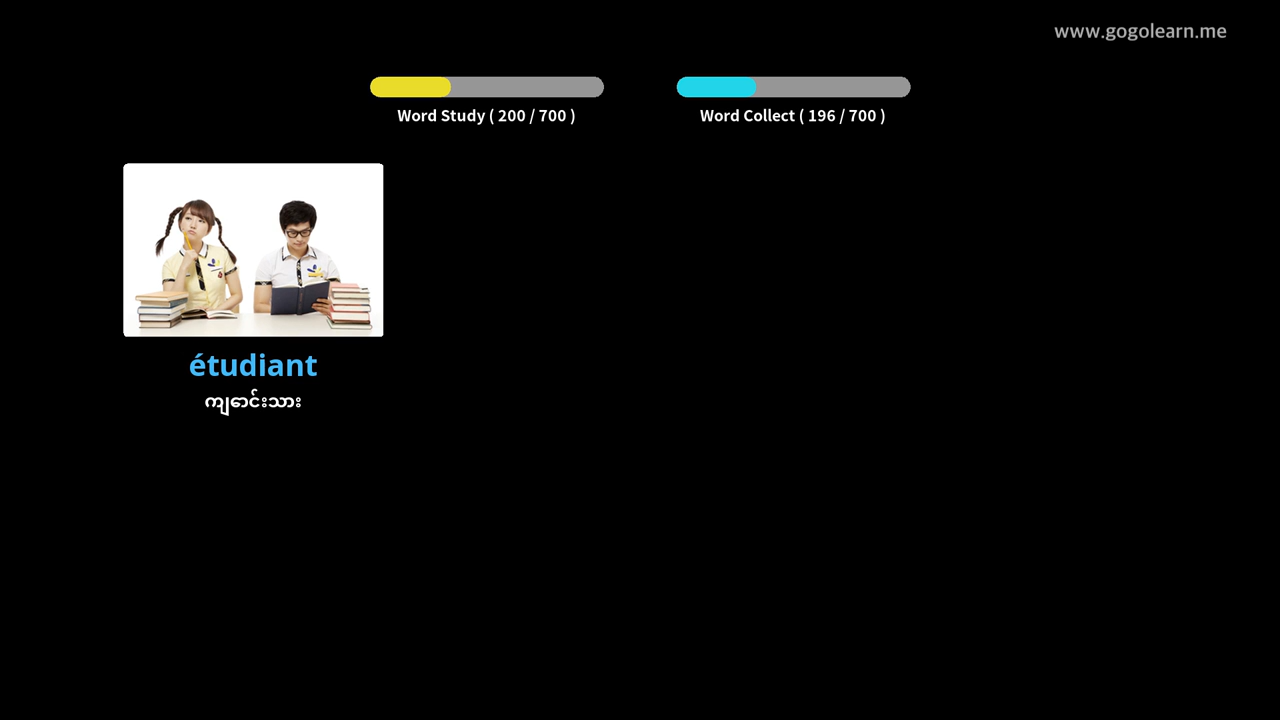 www.gogolearn.me
Word Study ( 200 / 700 )
Word Collect ( 196 / 700 )
étudiant
ကျောင်းသား